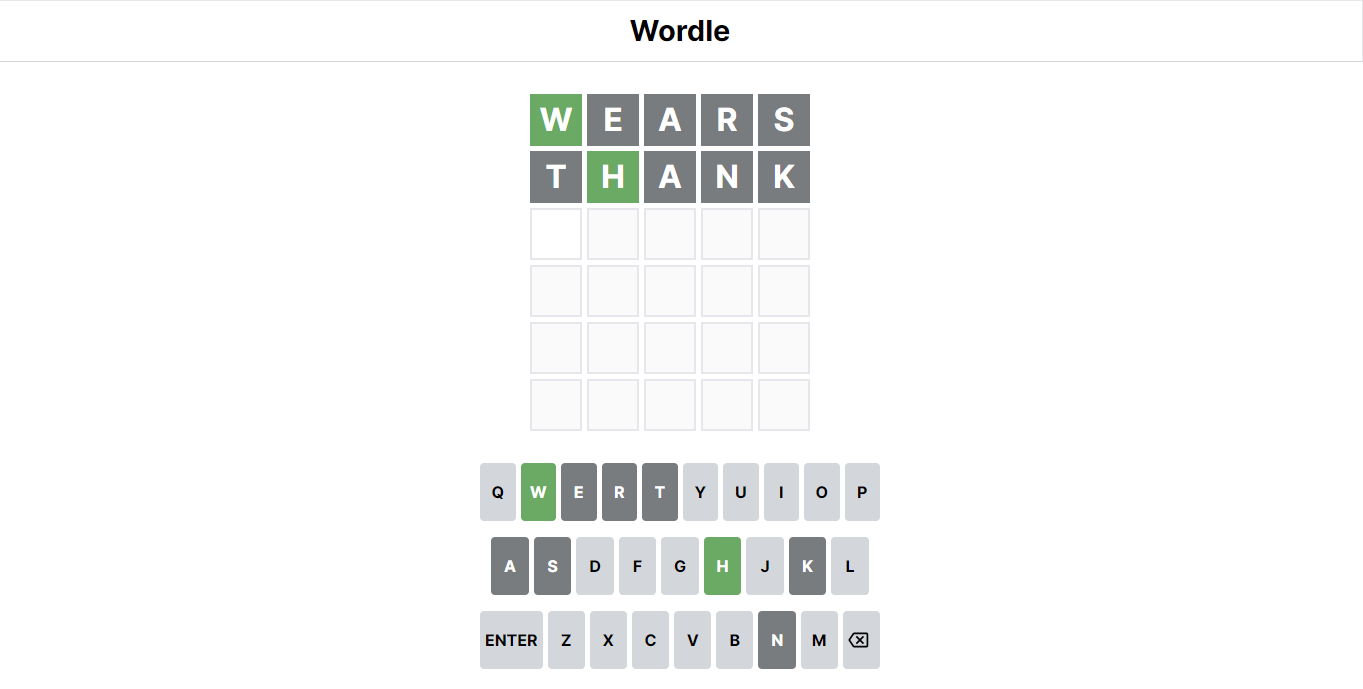 Wordle
W E A R S
T H A N K
Q W E R T Y U I O P
A S D F G H J K L
ENTER Z X C V B N M